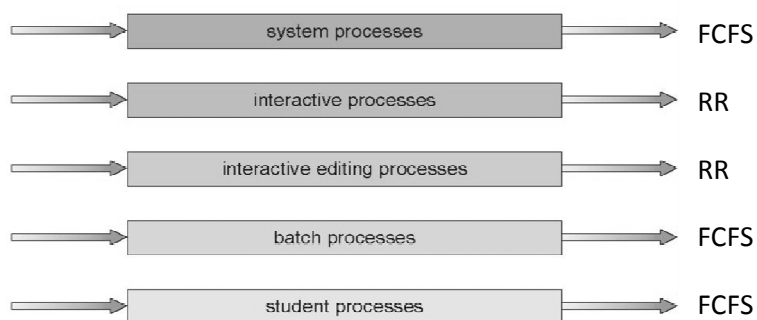 system processes FCFS
interactive processes RR
interactive editing processes RR
batch processes FCFS
student processes FCFS